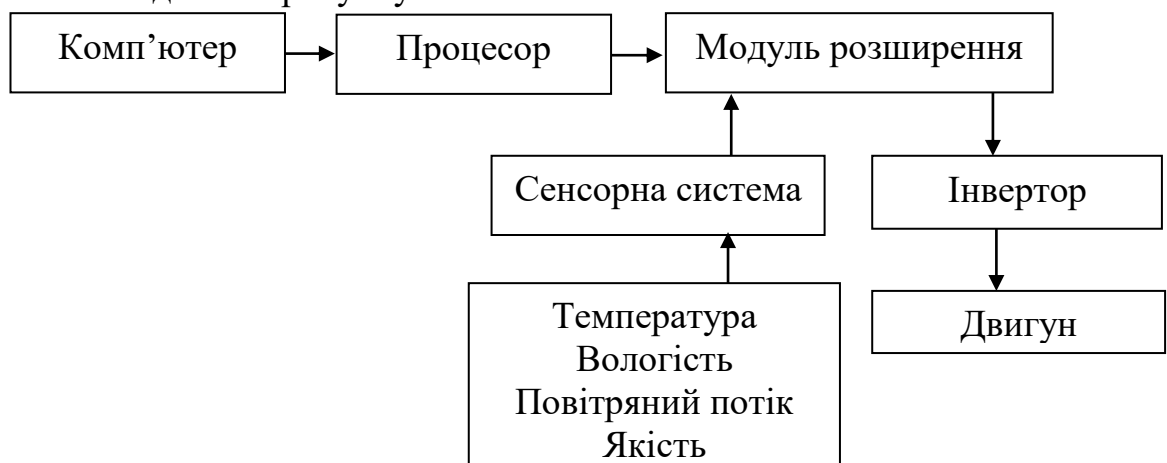 Комп’ютер
Процесор
Модуль розширення
Сенсорна система
Інвертор
Температура
Вологість
Повітряний потік
Якість
Двигун